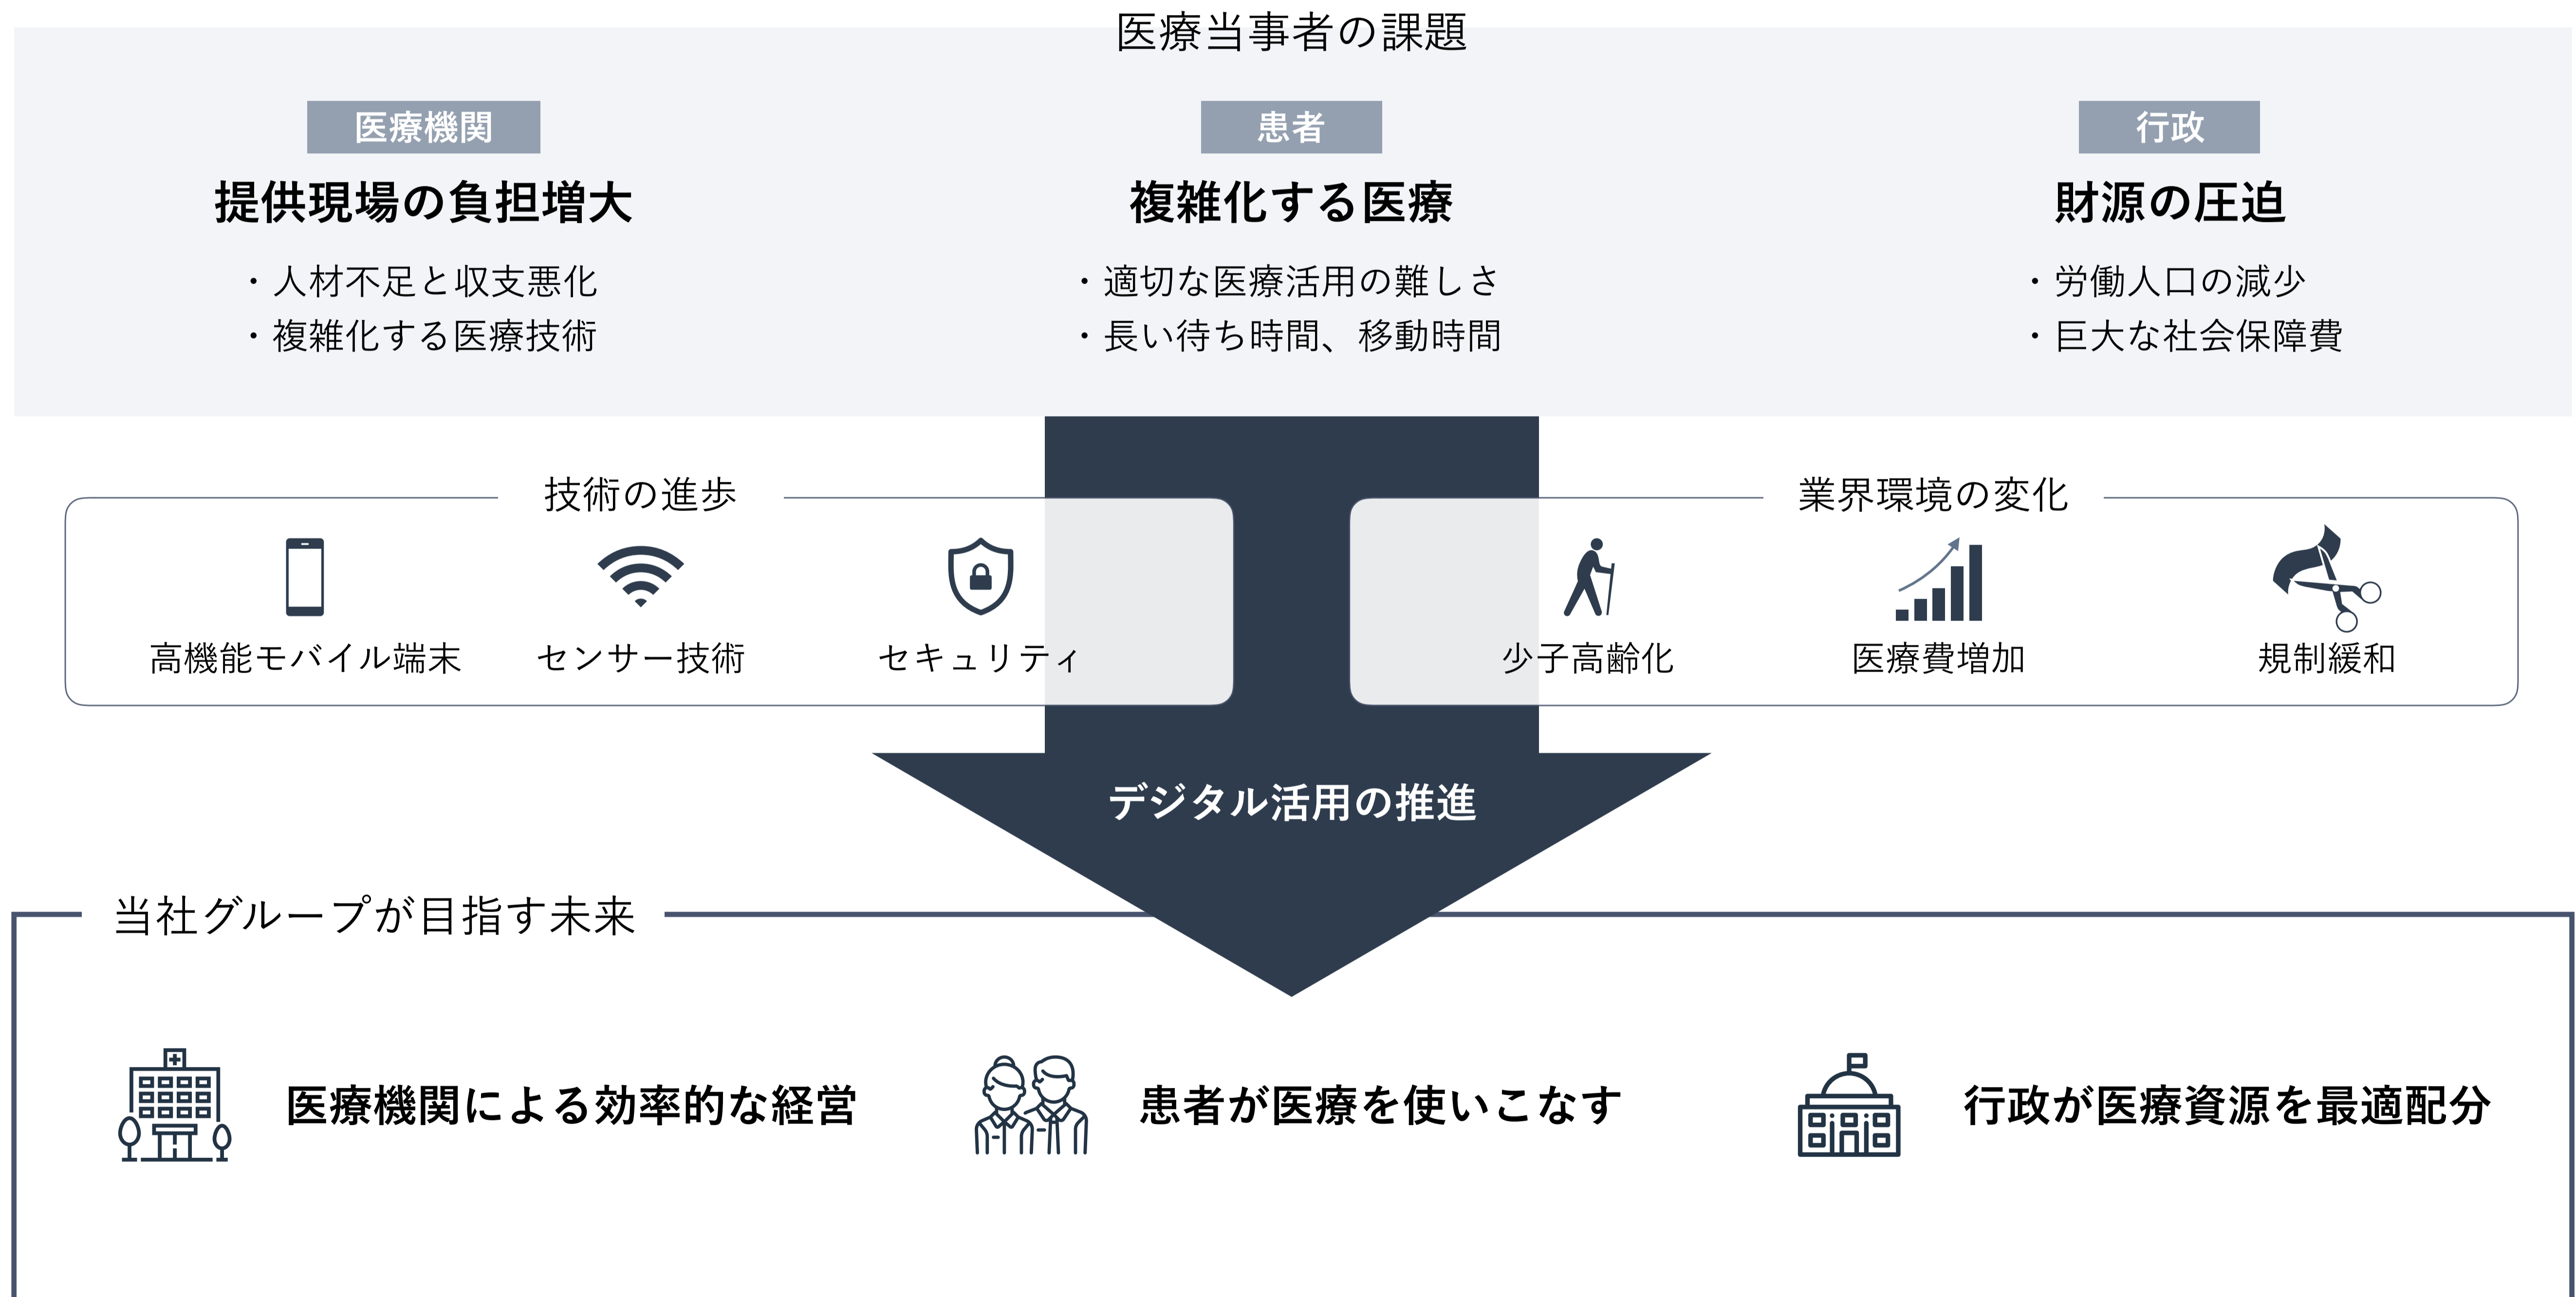 医療当事者の課題
医療機関
提供現場の負担増大
・人材不足と収支悪化
・複雑化する医療技術
患者
複雑化する医療
・適切な医療活用の難しさ
・長い待ち時間、移動時間
行政
財源の圧迫
・労働人口の減少
・巨大な社会保障費
技術の進歩
高機能モバイル端末
センサー技術
セキュリティ
業界環境の変化
少子高齢化
医療費増加
規制緩和
デジタル活用の推進
当社グループが目指す未来
医療機関による効率的な経営
患者が医療を使いこなす
行政が医療資源を最適配分